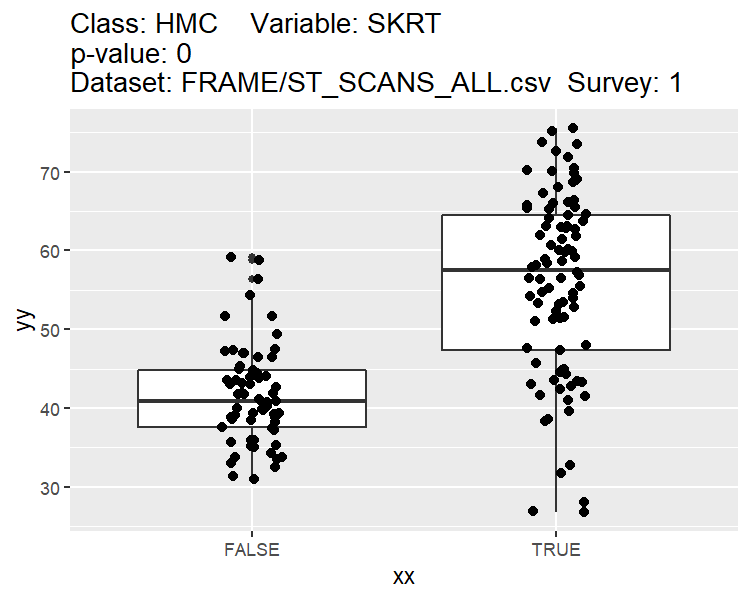 Class: HMC    Variable: SKRT
p-value: 0
Dataset: FRAME/ST_SCANS_ALL.csv  Survey: 1
70
60
50
40
30
yy
FALSE
TRUE
xx